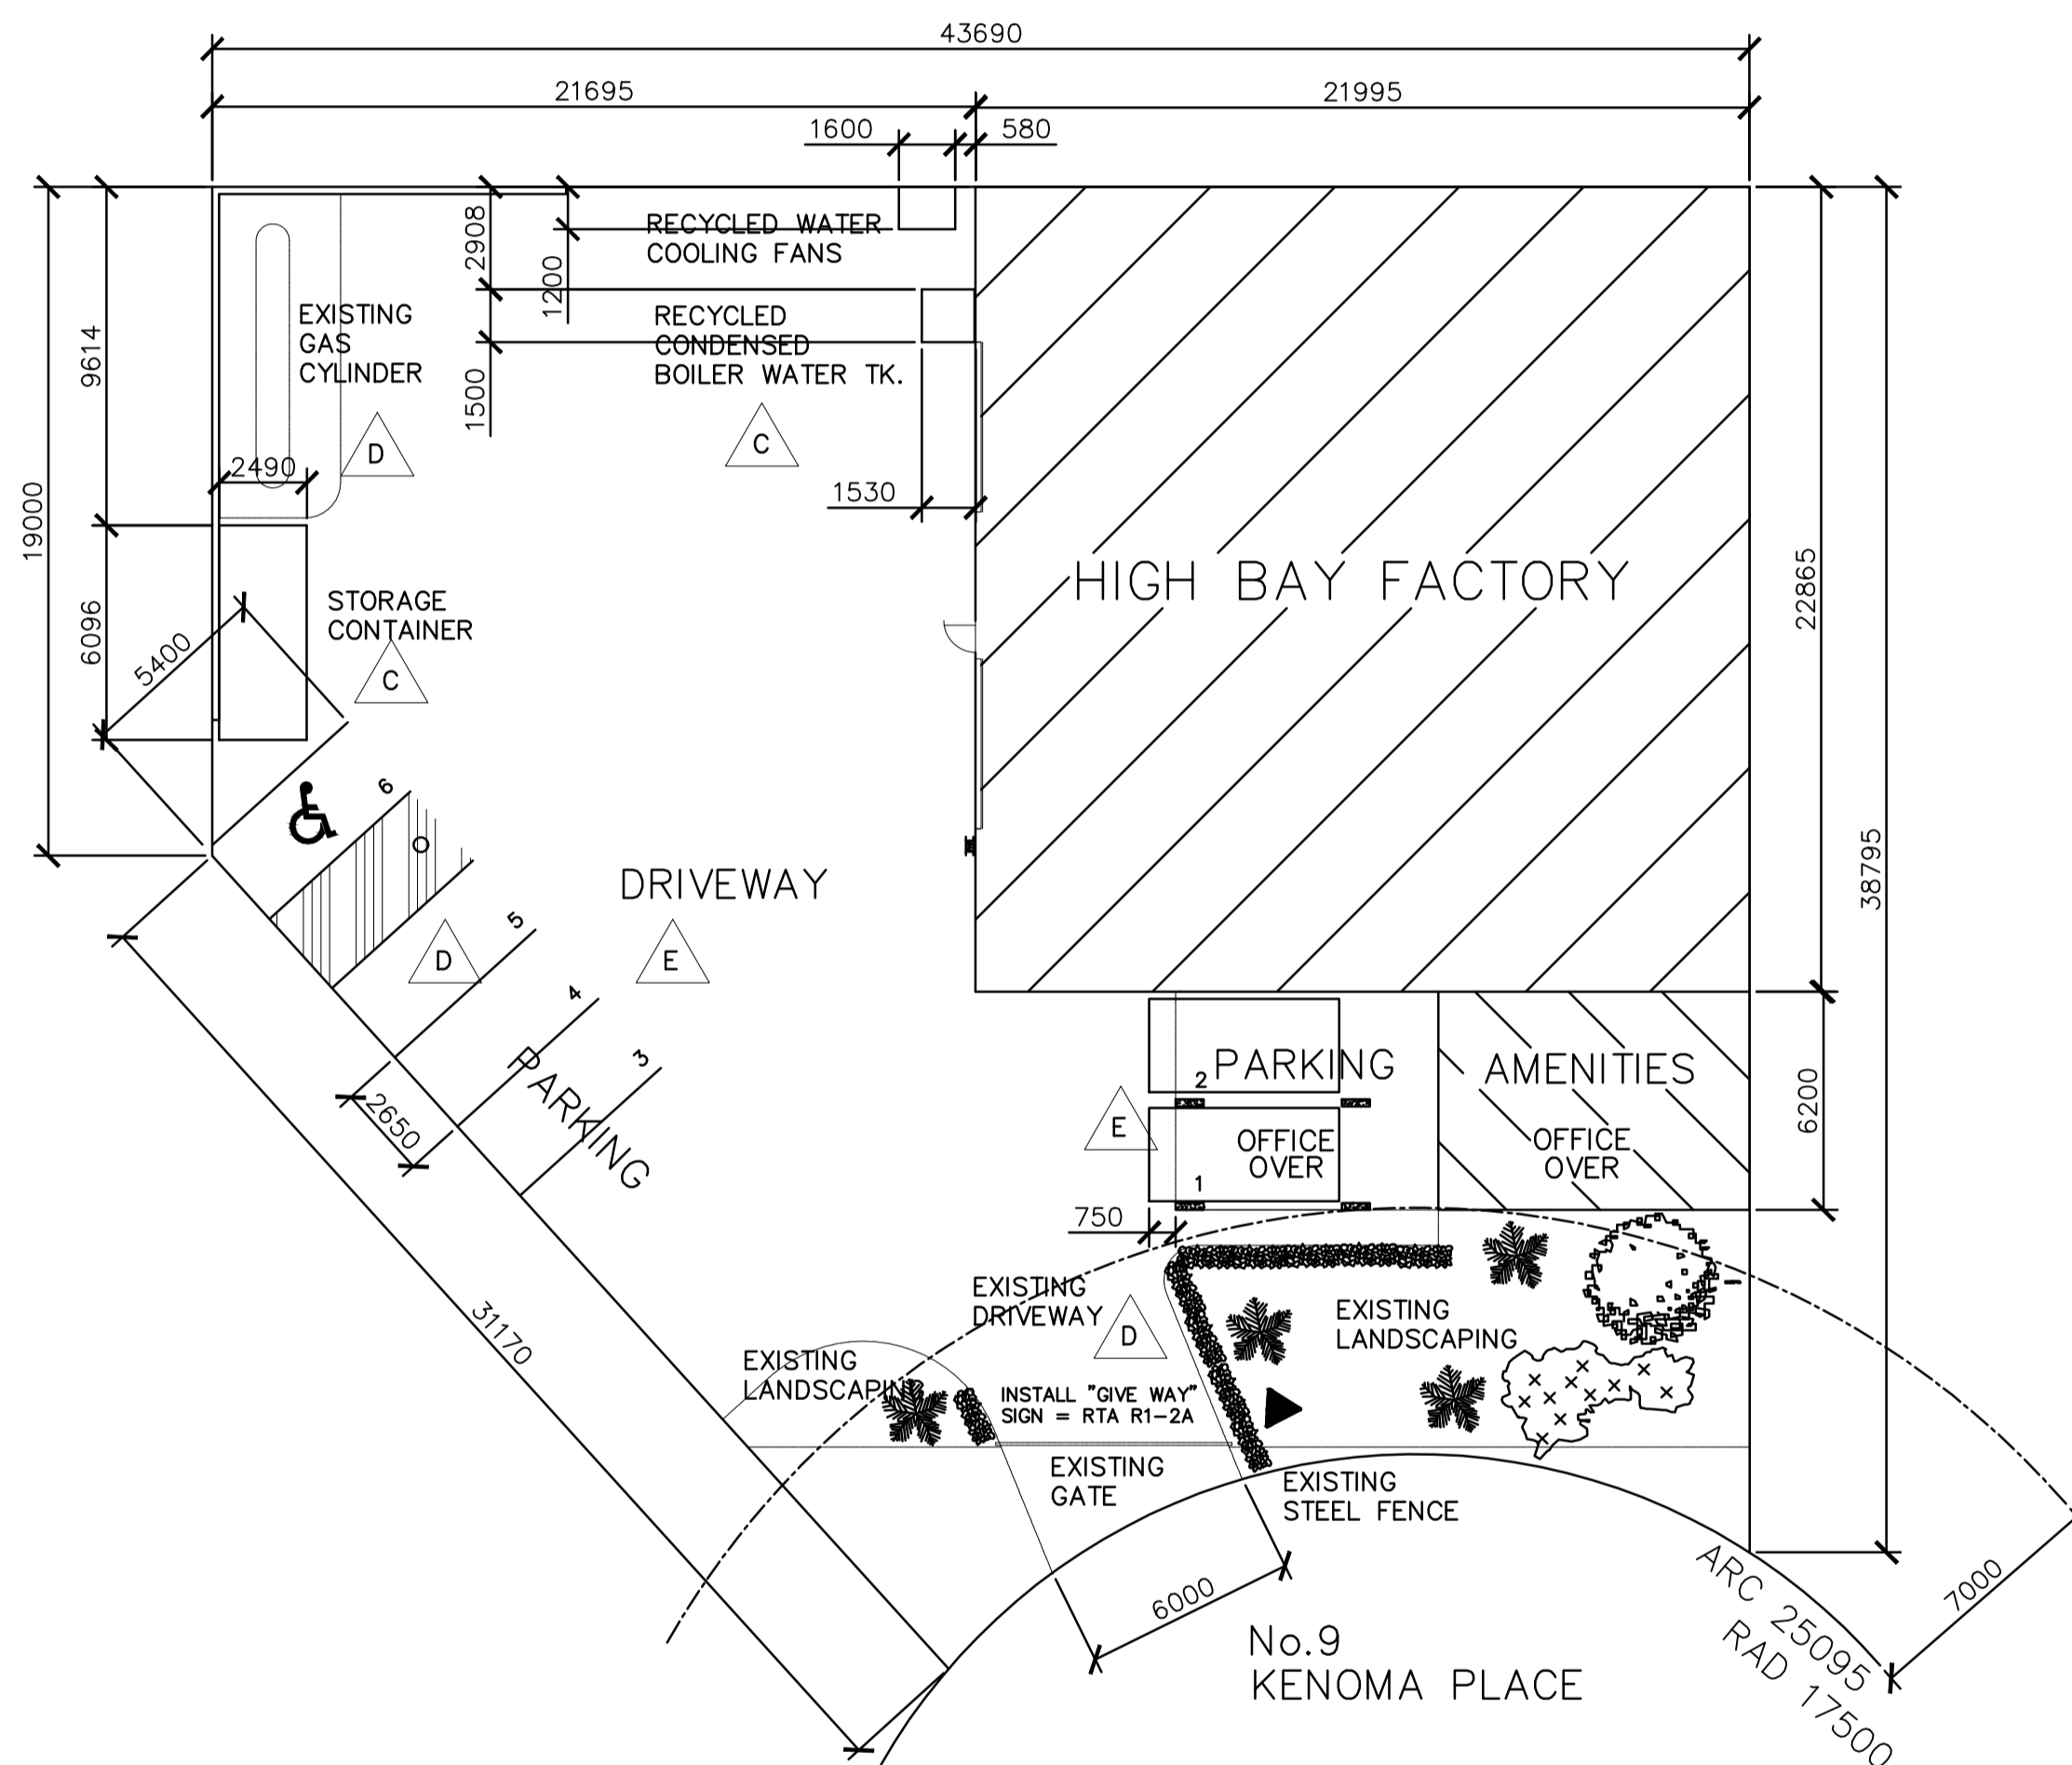 43690
21695
21995
1600
580
RECYCLED WATER
COOLING FANS
2908
1200
1500
RECYCLED
CONDENSED
BOILER WATER TK.
C
EXISTING
GAS
CYLINDER
D
9614
19000
2490
1530
HIGH BAY FACTORY
22865
38795
STORAGE
CONTAINER
C
6096
5400
6
DRIVEWAY
E
5
D
4
3
PARKING
2650
31170
2
PARKING
AMENITIES
E
OFFICE
OVER
OFFICE
OVER
1
6200
750
EXISTING
DRIVEWAY
D
EXISTING
LANDSCAPING
EXISTING
LANDSCAPING
INSTALL "GIVE WAY"
SIGN = RTA R1-2A
EXISTING
GATE
EXISTING
STEEL FENCE
6000
No.9
KENOMA PLACE
ARC 25095
RAD 17500
7000